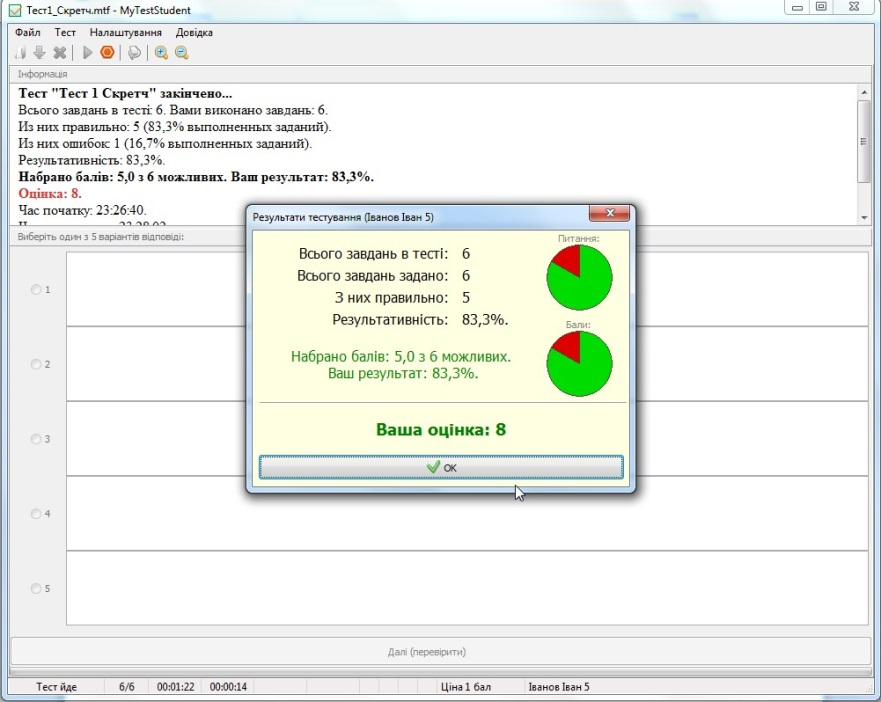 Тест1_Скретч.mtf - MyTestStudent
Файл Тест Налаштування Довідка
Інформація
Тест "Тест 1 Скретч" закінчено...
Всього завдань в тесті: 6. Вами виконано завдань: 6.
Из них правильно: 5 (83,3% выполненных заданий).
Из них ошибок: 1 (16,7% выполненных заданий).
Результативність: 83,3%.
Набрано балів: 5,0 з 6 можливих. Ваш результат: 83,3%.
Оцінка: 8.
Час початку: 23:26:40.
Виберіть один з 5 варіантів відповіді:
1
2
3
4
5
Результати тестування (Іванов Іван 5)
Всього завдань в тесті: 6
Всього завдань задано: 6
З них правильно: 5
Результативність: 83,3%.
Питання:
Бали:
Набрано балів: 5,0 з 6 можливих.
Ваш результат: 83,3%.
Ваша оцінка: 8
OK
Далі (перевірити)
Тест йде 6/6 00:01:22 00:00:14 Ціна 1 бал Іванов Іван 5